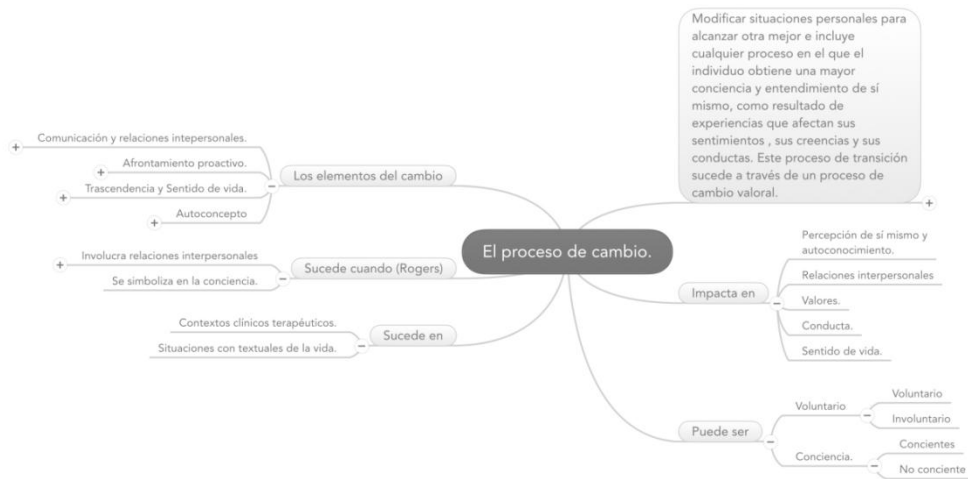 El proceso de cambio.
Modificar situaciones personales para
alcanzar otra mejor e incluye
cualquier proceso en el que el
individuo obtiene una mayor
conciencia y entendimiento de sí
mismo, como resultado de
experiencias que afectan sus
sentimientos , sus creencias y sus
conductas. Este proceso de transición
sucede a través de un proceso de
cambio valoral.
Impacta en
Percepción de sí mismo y
autoconocimiento.
Relaciones interpersonales
Valores.
Conducta.
Sentido de vida.
Puede ser
Voluntario
Voluntario
Involuntario
Conciencia.
Concientes
No conciente
Los elementos del cambio
Comunicación y relaciones intepersonales.
Afrontamiento proactivo.
Trascendencia y Sentido de vida.
Autoconcepto
Sucede cuando (Rogers)
Involucra relaciones interpersonales
Se simboliza en la conciencia.
Sucede en
Contextos clínicos terapéuticos.
Situaciones con textuales de la vida.